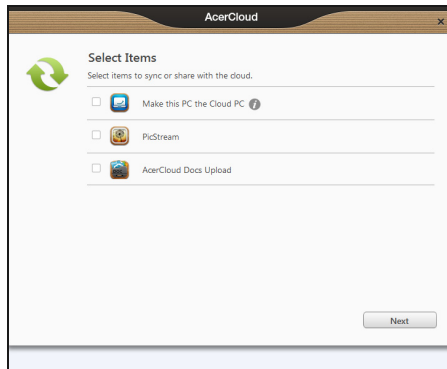 AcerCloud
x
Select Items
Select items to sync or share with the cloud.
Make this PC the Cloud PC i
PicStream
AcerCloud Docs Upload
Next